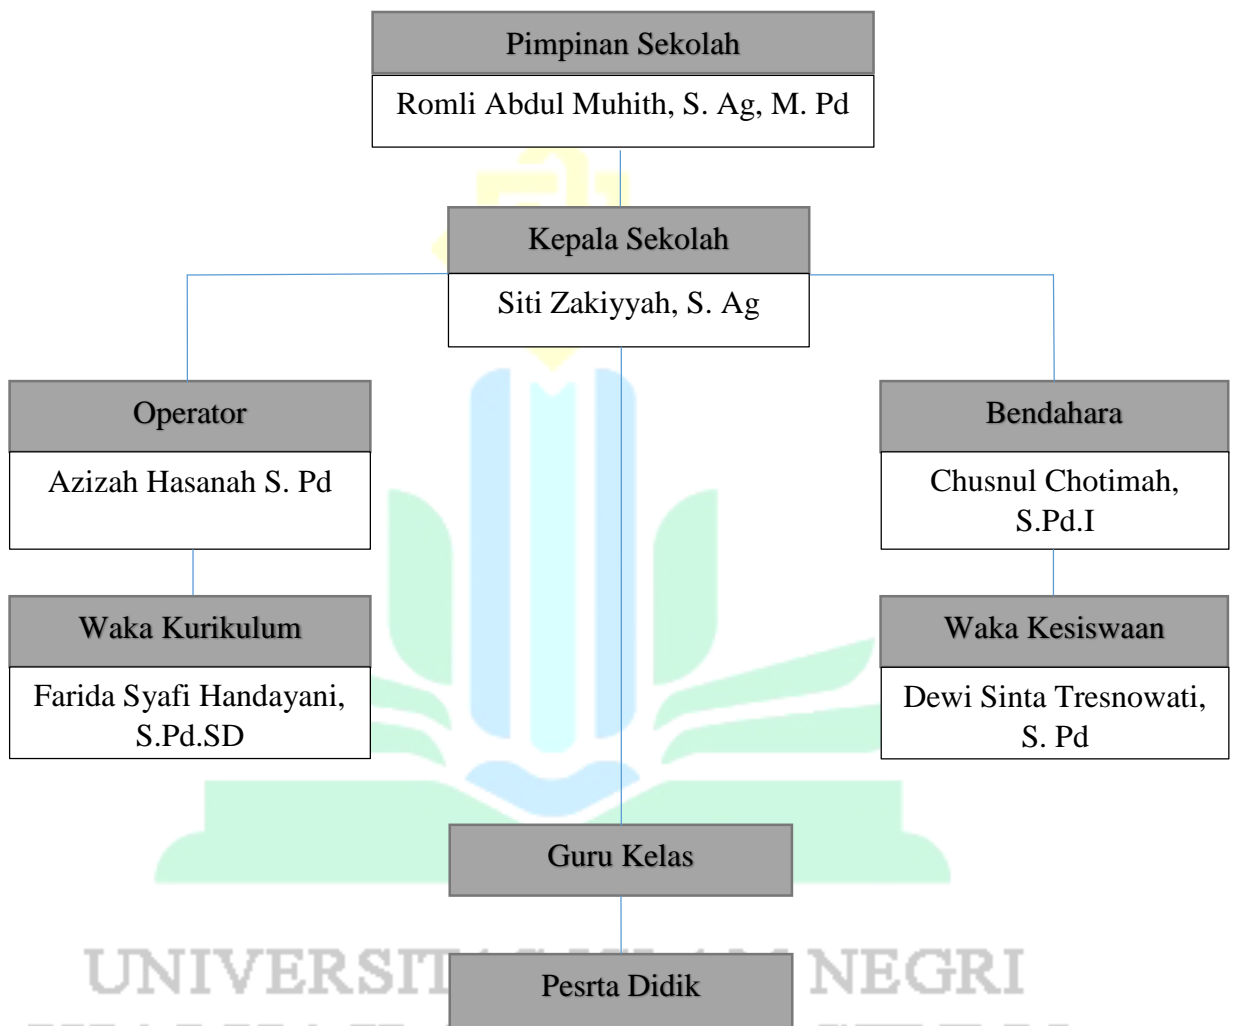 Pimpinan Sekolah
Romli Abdul Muhith, S. Ag, M. Pd
Kepala Sekolah
Siti Zakiyyah, S. Ag
Operator
Azizah Hasanah S. Pd
Bendahara
Chusnul Chotimah,
S.Pd.I
Waka Kurikulum
Farida Syafi Handayani,
S.Pd.SD
Waka Kesiswaan
Dewi Sinta Tresnowati,
S. Pd
Guru Kelas
Pesrta Didik
UNIVERSITAS ISLAM NEGRI